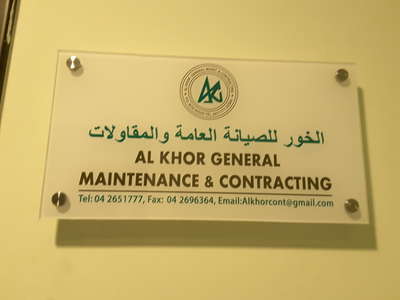 الخور للصيانة العامة والمقاولات
AL KHOR GENERAL
MAINTENANCE & CONTRACTING
Tel: 04 2651777, Fax: 04 2696364, Email:Alkhorcont@gmail.com